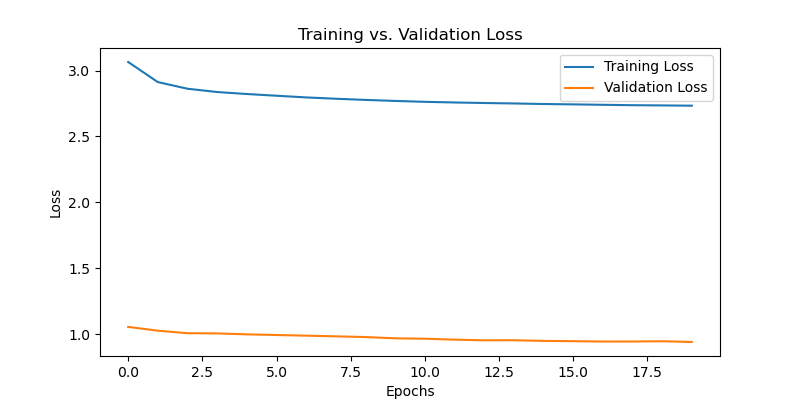 Training vs. Validation Loss
Training Loss
Validation Loss
3.0
2.5
2.0
1.5
1.0
Loss
0.0 2.5 5.0 7.5 10.0 12.5 15.0 17.5
Epochs